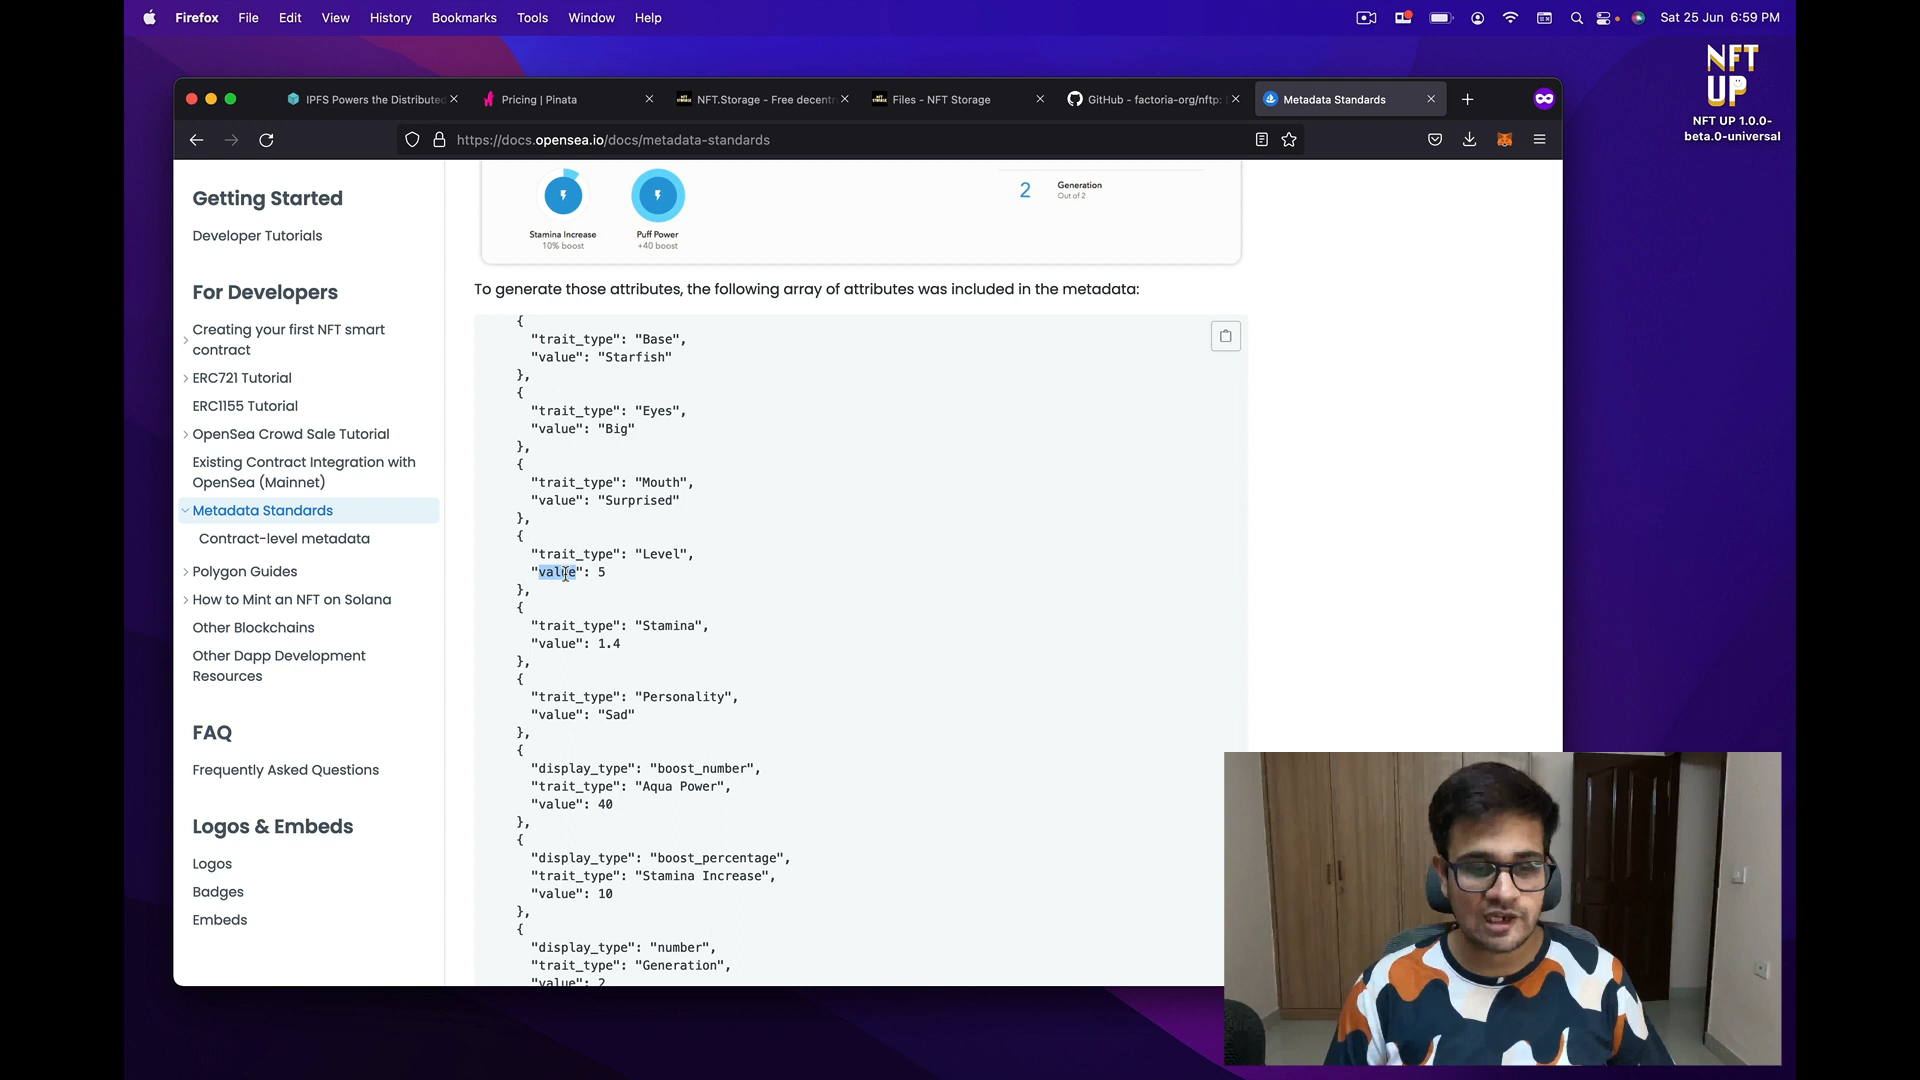 Firefox File Edit View History Bookmarks Tools Window Help
Sat 25 Jun 6:59 PM
NFT
UP
NFT UP 1.0.0-
beta.0-universal
IPFS Powers the Distributed
Pricing | Pinata
NFT.Storage - Free decentr
Files - NFT Storage
GitHub - factoria-org/nftp:
Metadata Standards
https://docs.opensea.io/docs/metadata-standards
Getting Started
Developer Tutorials
For Developers
Creating your first NFT smart
contract
ERC721 Tutorial
ERC1155 Tutorial
OpenSea Crowd Sale Tutorial
Existing Contract Integration with
OpenSea (Mainnet)
Metadata Standards
Contract-level metadata
Polygon Guides
How to Mint an NFT on Solana
Other Blockchains
Other Dapp Development
Resources
FAQ
Frequently Asked Questions
Logos & Embeds
Logos
Badges
Embeds
Stamina Increase
10% boost
Puff Power
+40 boost
2
Generation
Out of 2
To generate those attributes, the following array of attributes was included in the metadata:
{
"trait_type": "Base",
"value": "Starfish"
},
{
"trait_type": "Eyes",
"value": "Big"
},
{
"trait_type": "Mouth",
"value": "Surprised"
},
{
"trait_type": "Level",
"value": 5
},
{
"trait_type": "Stamina",
"value": 1.4
},
{
"trait_type": "Personality",
"value": "Sad"
},
{
"display_type": "boost_number",
"trait_type": "Aqua Power",
"value": 40
},
{
"display_type": "boost_percentage",
"trait_type": "Stamina Increase",
"value": 10
},
{
"display_type": "number",
"trait_type": "Generation",
"value": 2